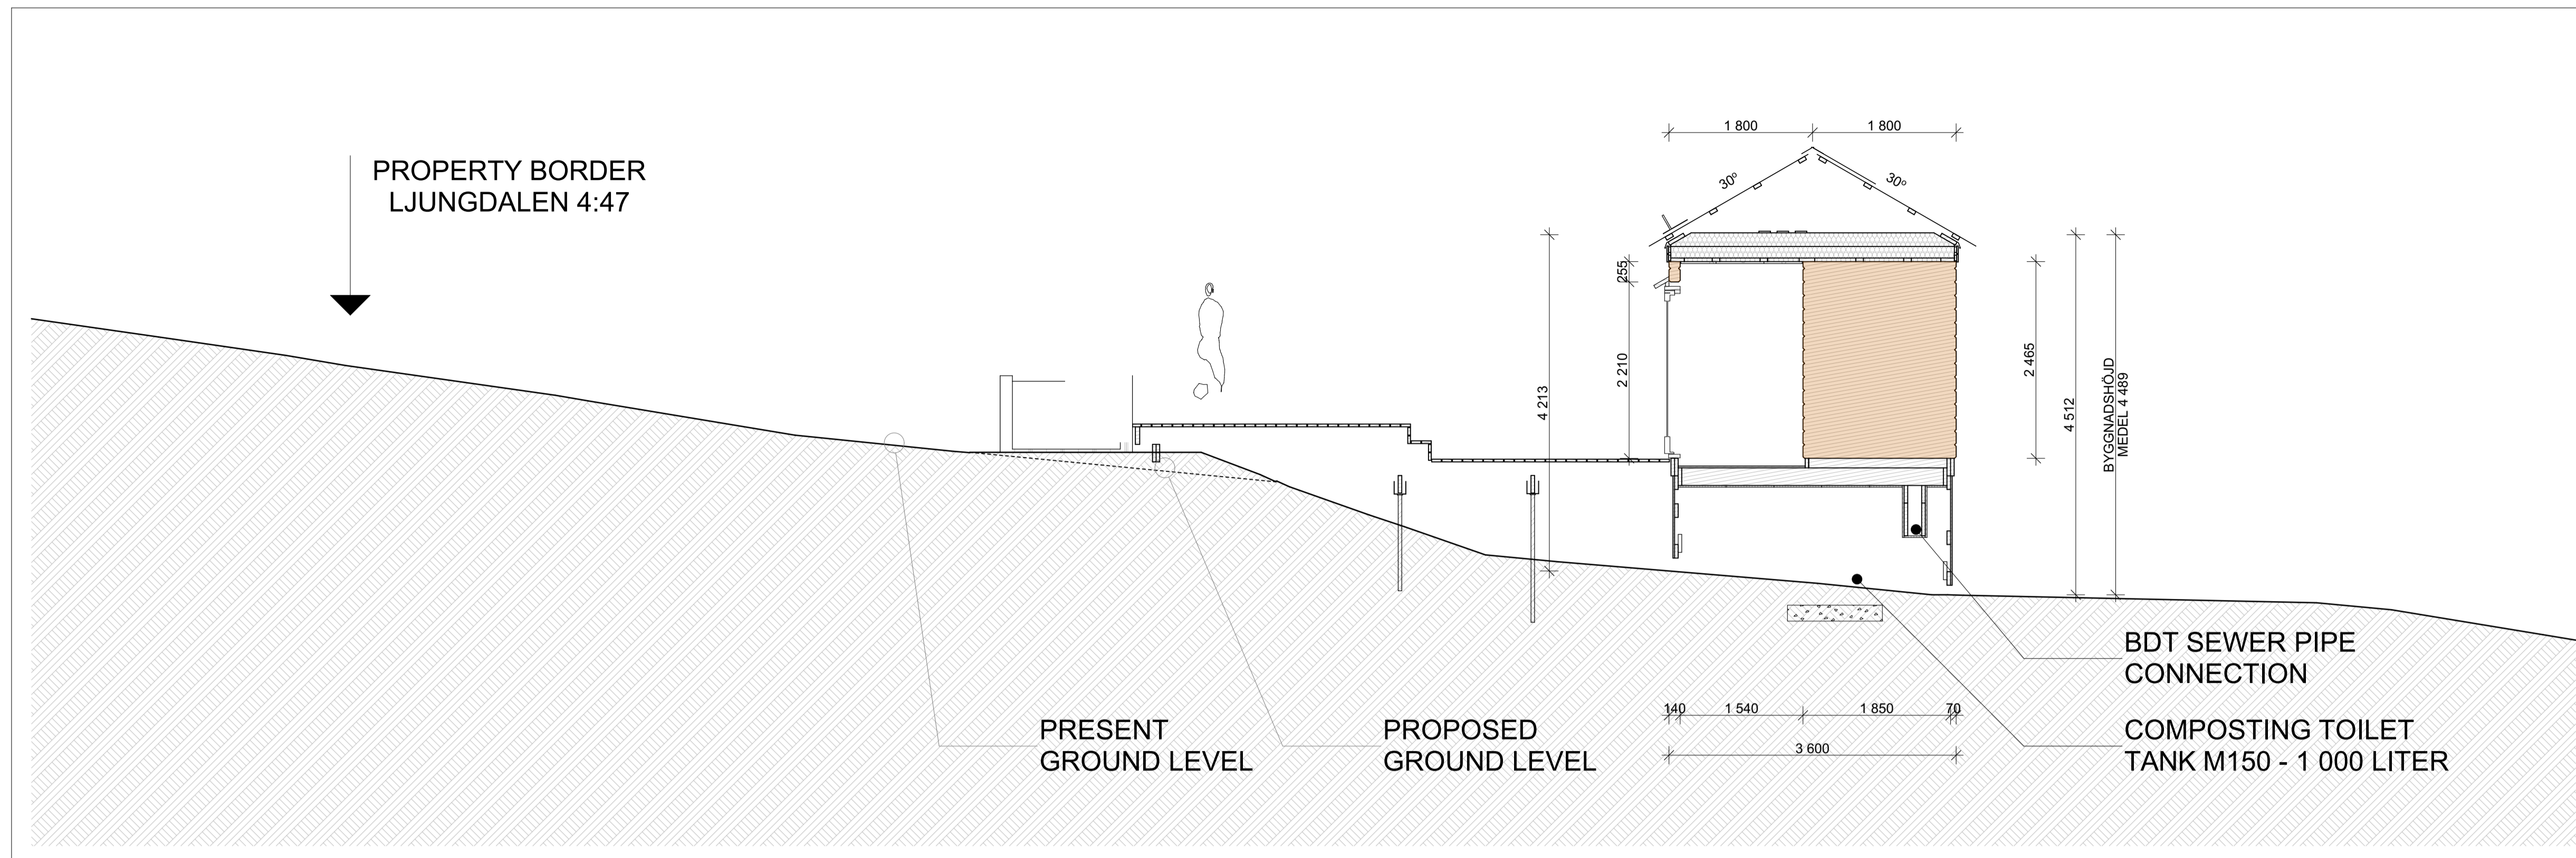 PROPERTY BORDER
LJUNGDALEN 4:47
1 800
1 800
30º
30º
255
2 210
4 213
2 465
4 512
BYGGNADSHÖJD
MEDEL 4 489
BDT SEWER PIPE
CONNECTION
COMPOSTING TOILET
TANK M150 - 1 000 LITER
PRESENT
GROUND LEVEL
PROPOSED
GROUND LEVEL
140
1 540
1 850
70
3 600